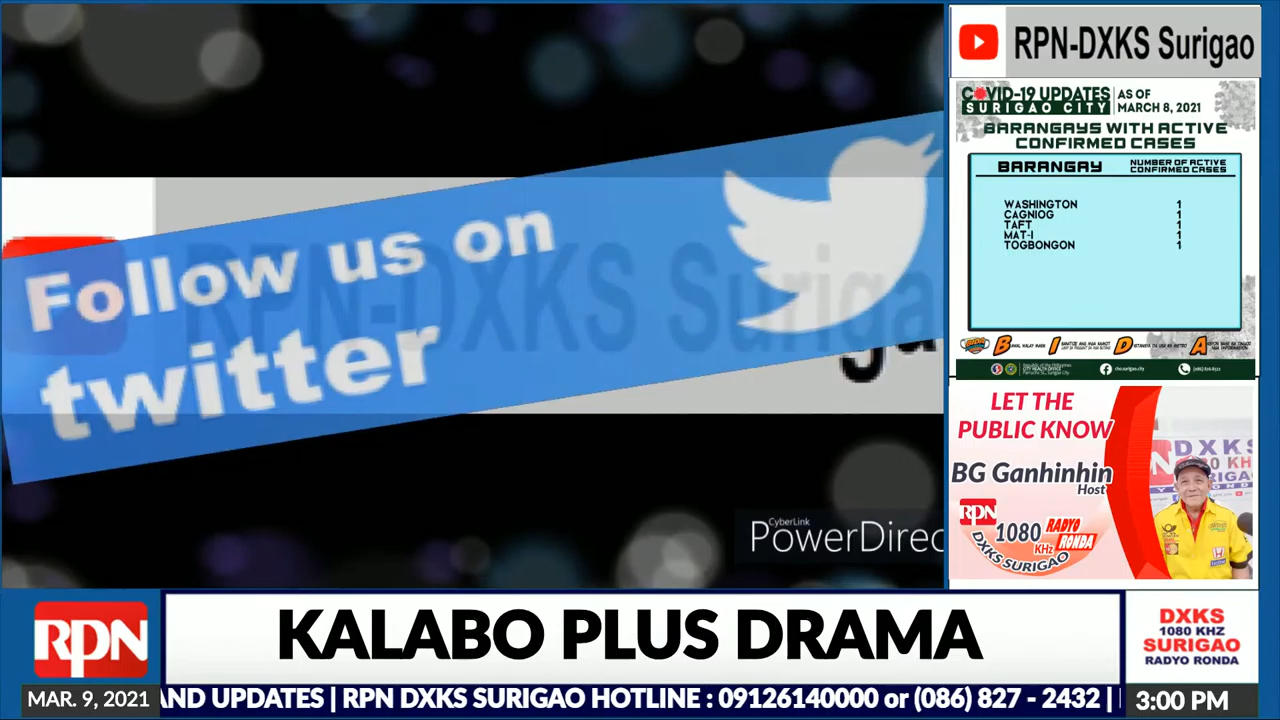 Follow us on
twitter
RPN-DXKS Surigao
CyberLink
PowerDirec
RPN-DXKS Surigao
COVID-19 UPDATES
SURIGAO CITY
AS OF
MARCH 8, 2021
BARANGAYS WITH ACTIVE
CONFIRMED CASES
BARANGAY
NUMBER OF ACTIVE
CONFIRMED CASES
WASHINGTON 1
CAGNIOG 1
TAFT 1
MAT-I 1
TOGBONGON 1
B I D A
LET THE
PUBLIC KNOW
BG Ganhinhin
Host
RPN
1080
KHz
RADYO
RONDA
DXKS SURIGAO
RPN
KALABO PLUS DRAMA
DXKS
1080 KHZ
SURIGAO
RADYO RONDA
MAR. 9, 2021
AND UPDATES | RPN DXKS SURIGAO HOTLINE : 09126140000 or (086) 827 - 2432 |
3:00 PM